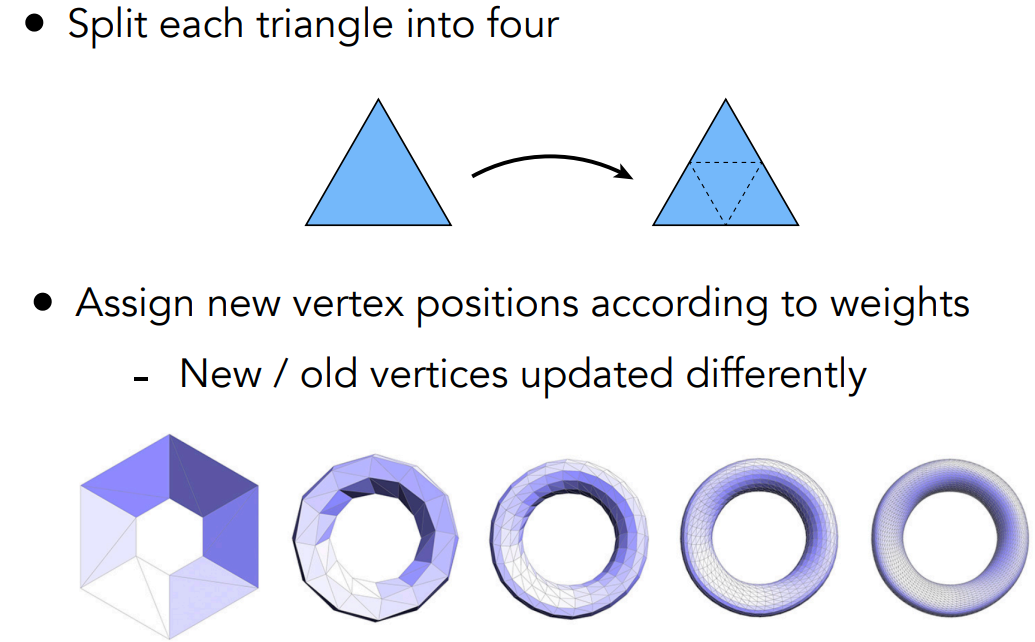 • Split each triangle into four
• Assign new vertex positions according to weights
- New / old vertices updated differently